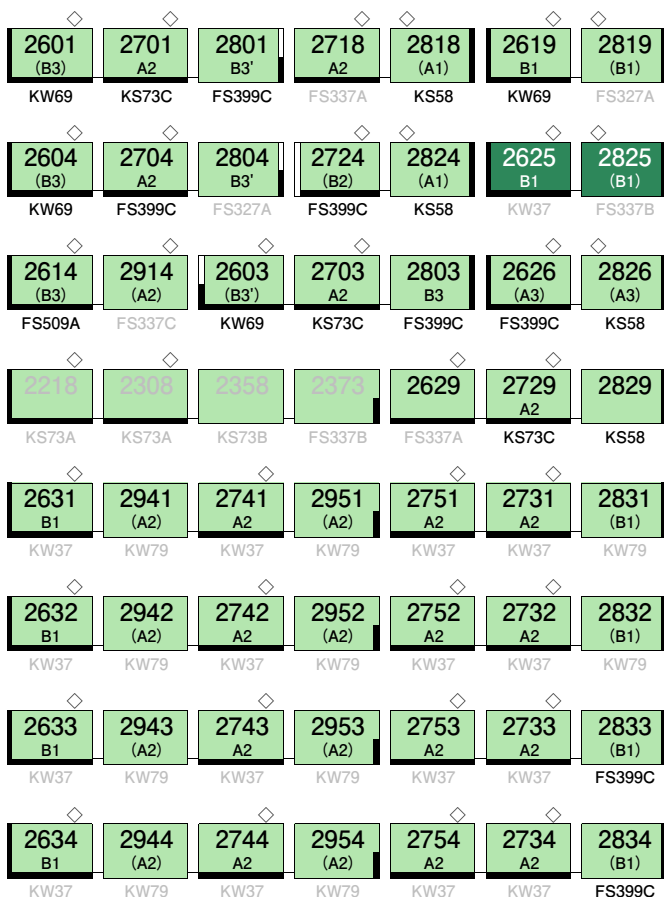 2601 2701 2801 2718 2818 2619 2819
(B3) A2 B3' A2 (A1) B1 (B1)
KW69 KS73C FS399C FS337A KS58 KW69 FS327A
2604 2704 2804 2724 2824 2625 2825
(B3) A2 B3' (B2) (A1) B1 (B1)
KW69 FS399C FS327A FS399C KS58 KW37 FS337B
2614 2914 2603 2703 2803 2626 2826
(B3) (A2) (B3') A2 B3 (A3) (A3)
FS509A FS337C KW69 KS73C FS399C FS399C KS58
2218 2308 2358 2373 2629 2729 2829
A2
KS73A KS73A KS73B FS337B FS337A KS73C KS58
2631 2941 2741 2951 2751 2731 2831
B1 (A2) A2 (A2) A2 A2 (B1)
KW37 KW79 KW37 KW79 KW37 KW37 KW79
2632 2942 2742 2952 2752 2732 2832
B1 (A2) A2 (A2) A2 A2 (B1)
KW37 KW79 KW37 KW79 KW37 KW37 KW79
2633 2943 2743 2953 2753 2733 2833
B1 (A2) A2 (A2) A2 A2 (B1)
KW37 KW79 KW37 KW79 KW37 KW37 FS399C
2634 2944 2744 2954 2754 2734 2834
B1 (A2) A2 (A2) A2 A2 (B1)
KW37 KW79 KW37 KW79 KW37 KW37 FS399C